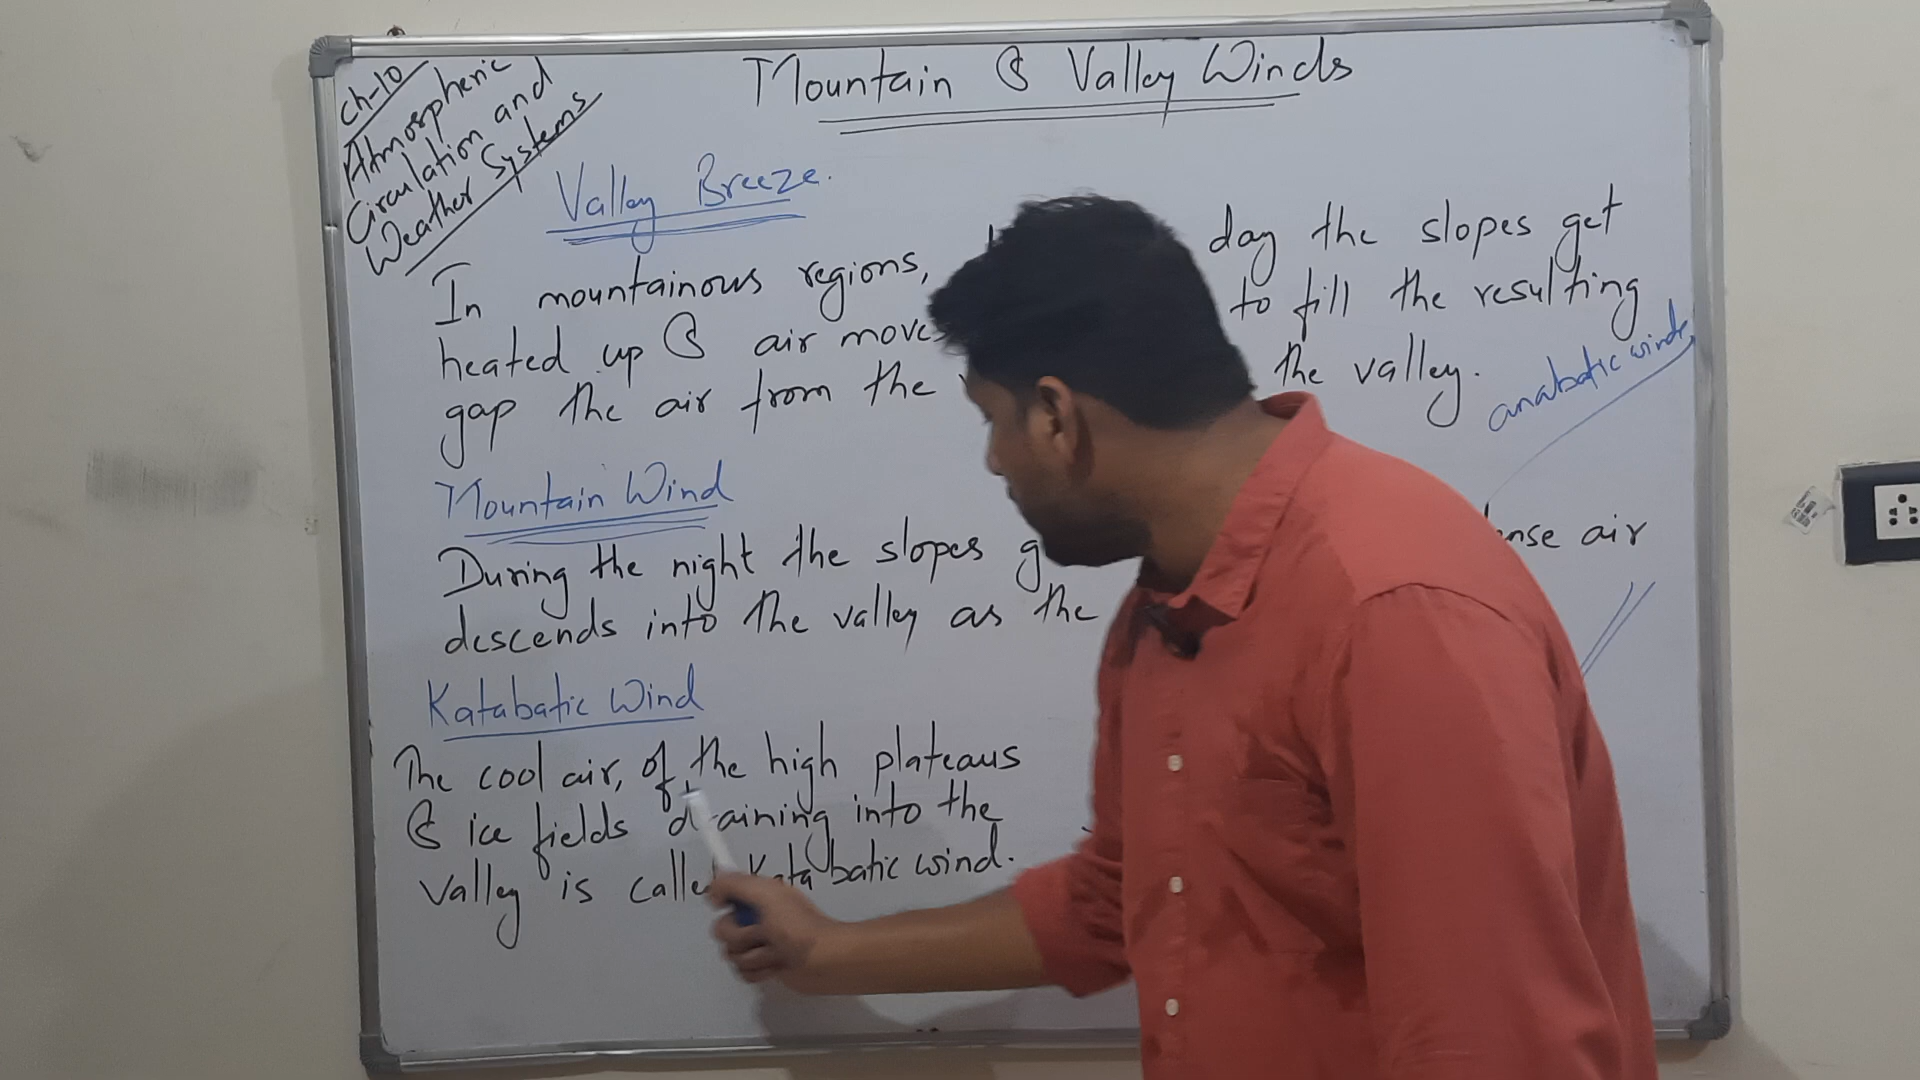 Ch-10
Atmospheric
Circulation and
Weather Systems
Mountain & Valley Winds
Valley Breeze.
In mountainous regions, day the slopes get
heated up & air moves to fill the resulting
gap the air from the the valley.
anabatic winds
Mountain Wind
During the night the slopes air
descends into the valley as the
Katabatic Wind
The cool air, of the high plateaus
& ice fields draining into the
Valley is called Katabatic wind.